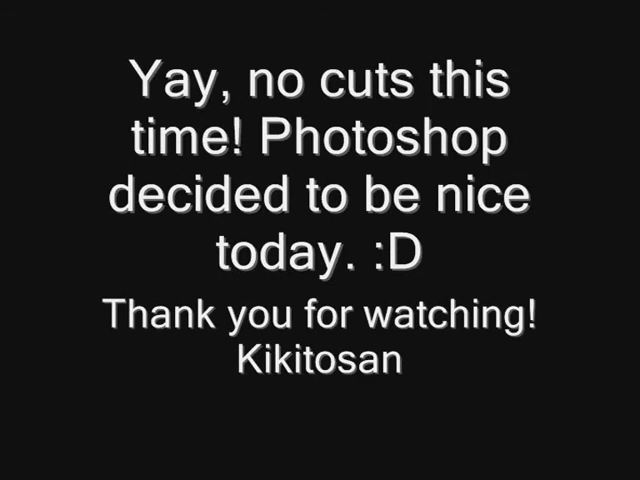 Yay, no cuts this
time! Photoshop
decided to be nice
today. :D
Thank you for watching!
Kikitosan